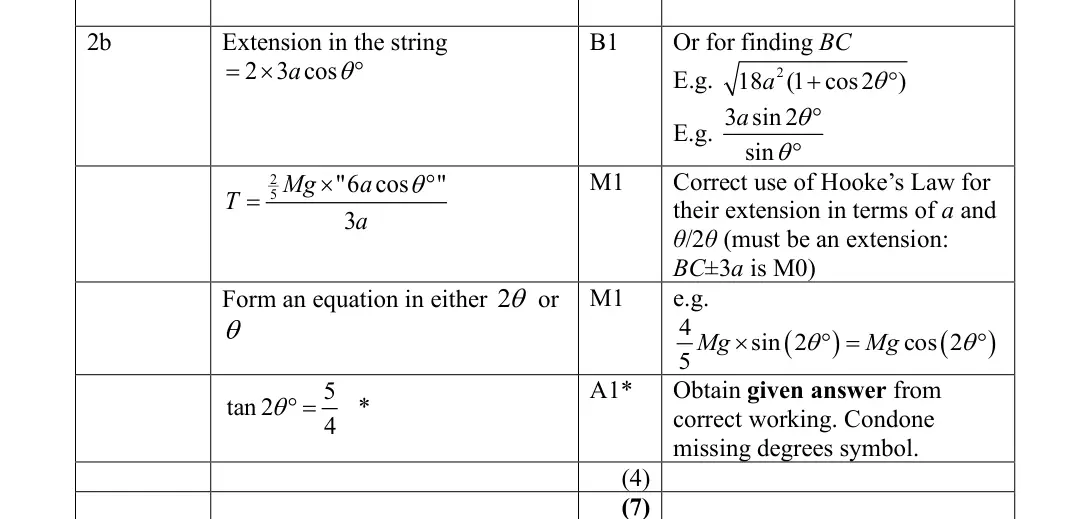 2b Extension in the string B1 Or for finding BC
= 2 × 3a cos θ° E.g. √(18a²(1 + cos 2θ°))
E.g. (3a sin 2θ°)/(sin θ°)
T = (2/5 Mg × "6a cos θ°")/(3a) M1 Correct use of Hooke’s Law for
their extension in terms of a and
θ/2θ (must be an extension:
BC±3a is M0)
Form an equation in either 2θ or M1 e.g.
θ 4/5 Mg × sin (2θ°) = Mg cos (2θ°)
tan 2θ° = 5/4 * A1* Obtain given answer from
correct working. Condone
missing degrees symbol.
(4)
(7)